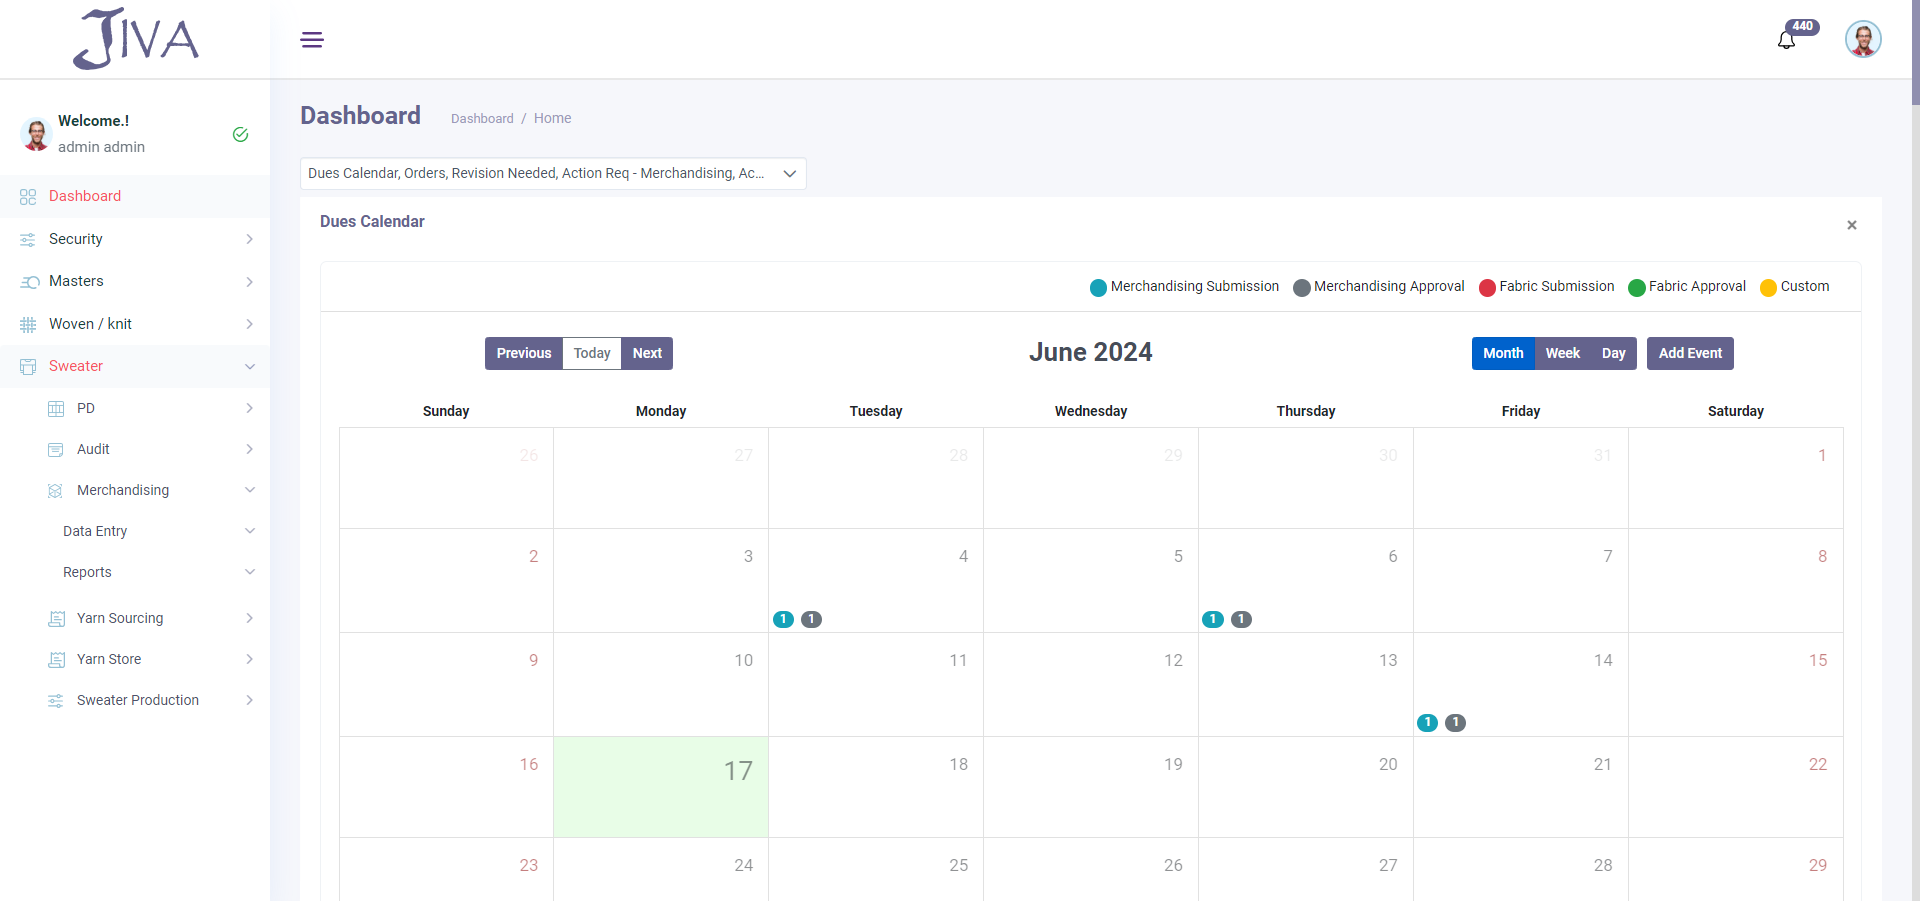 JIVA
440
Welcome.!
admin admin
Dashboard
Security
Masters
Woven / knit
Sweater
PD
Audit
Merchandising
Data Entry
Reports
Yarn Sourcing
Yarn Store
Sweater Production
Dashboard
Dashboard / Home
Dues Calendar, Orders, Revision Needed, Action Req - Merchandising, Ac...
Dues Calendar
×
Merchandising Submission Merchandising Approval Fabric Submission Fabric Approval Custom
Previous Today Next
June 2024
Month Week Day Add Event
Sunday Monday Tuesday Wednesday Thursday Friday Saturday
26 27 28 29 30 31 1
2 3 4 5 6 7 8
1 1 1 1
9 10 11 12 13 14 15
1 1
16 17 18 19 20 21 22
23 24 25 26 27 28 29